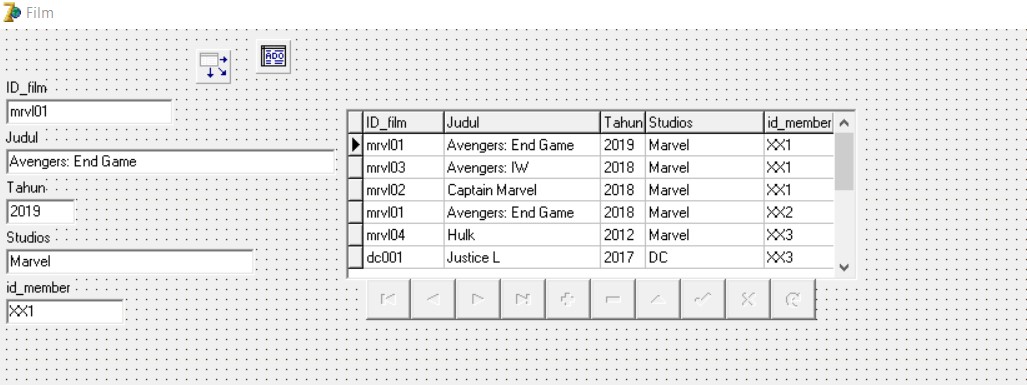 Film
ADO
ID_film
mrvl01
Judul
Avengers: End Game
Tahun
2019
Studios
Marvel
id_member
XX1
ID_film Judul Tahun Studios id_member
mrvl01 Avengers: End Game 2019 Marvel XX1
mrvl03 Avengers: IW 2018 Marvel XX1
mrvl02 Captain Marvel 2018 Marvel XX1
mrvl01 Avengers: End Game 2018 Marvel XX2
mrvl04 Hulk 2012 Marvel XX3
dc001 Justice L 2017 DC XX3